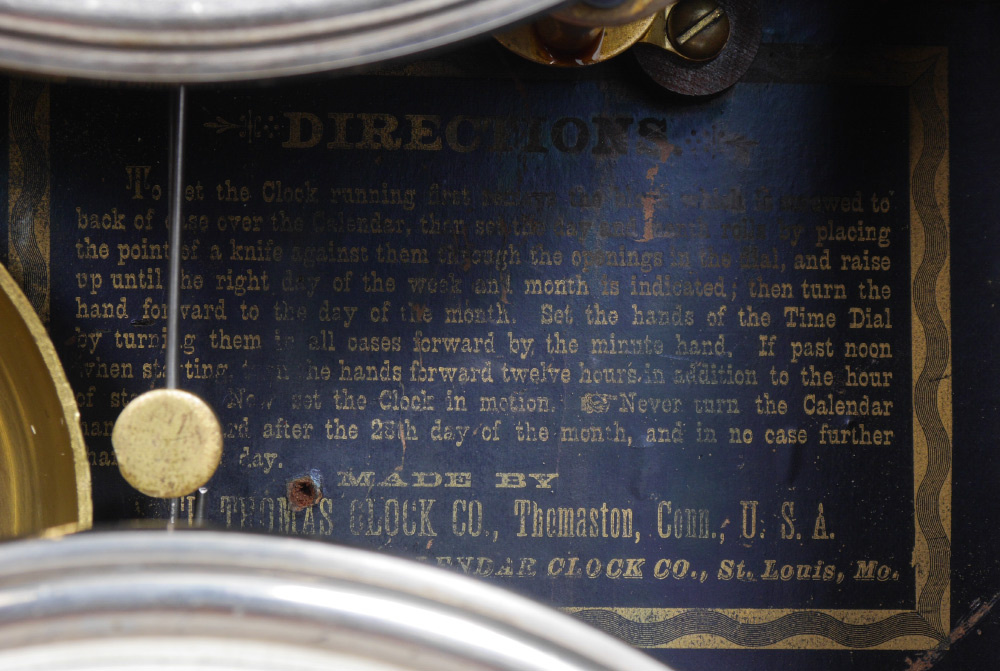 DIRECTIONS.
To set the Clock running first remove the which is screwed to
back of case over the Calendar, then set the day and by placing
the point of a knife against them through the openings in the Dial, and raise
up until the right day of the week and month is indicated; then turn the
hand forward to the day of the month. Set the hands of the Time Dial
by turning them in all cases forward by the minute hand. If past noon
when starting, the hands forward twelve hours in addition to the hour
of Now set the Clock in motion. Never turn the Calendar
after the 28th day of the month, and in no case further
day.
MADE BY
THOMAS CLOCK CO., Thomaston, Conn., U. S. A.
CLOCK CO., St. Louis, Mo.